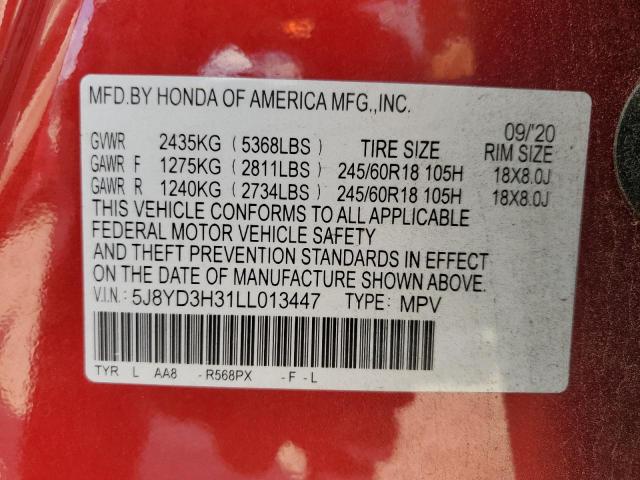 MFD.BY HONDA OF AMERICA MFG.,INC.
09/'20
GVWR 2435KG (5368LBS) TIRE SIZE RIM SIZE
GAWR F 1275KG (2811LBS) 245/60R18 105H 18X8.0J
GAWR R 1240KG (2734LBS) 245/60R18 105H 18X8.0J
THIS VEHICLE CONFORMS TO ALL APPLICABLE
FEDERAL MOTOR VEHICLE SAFETY
AND THEFT PREVENTION STANDARDS IN EFFECT
ON THE DATE OF MANUFACTURE SHOWN ABOVE.
V.I.N.: 5J8YD3H31LL013447 TYPE: MPV
TYR L AA8 - R568PX - F - L